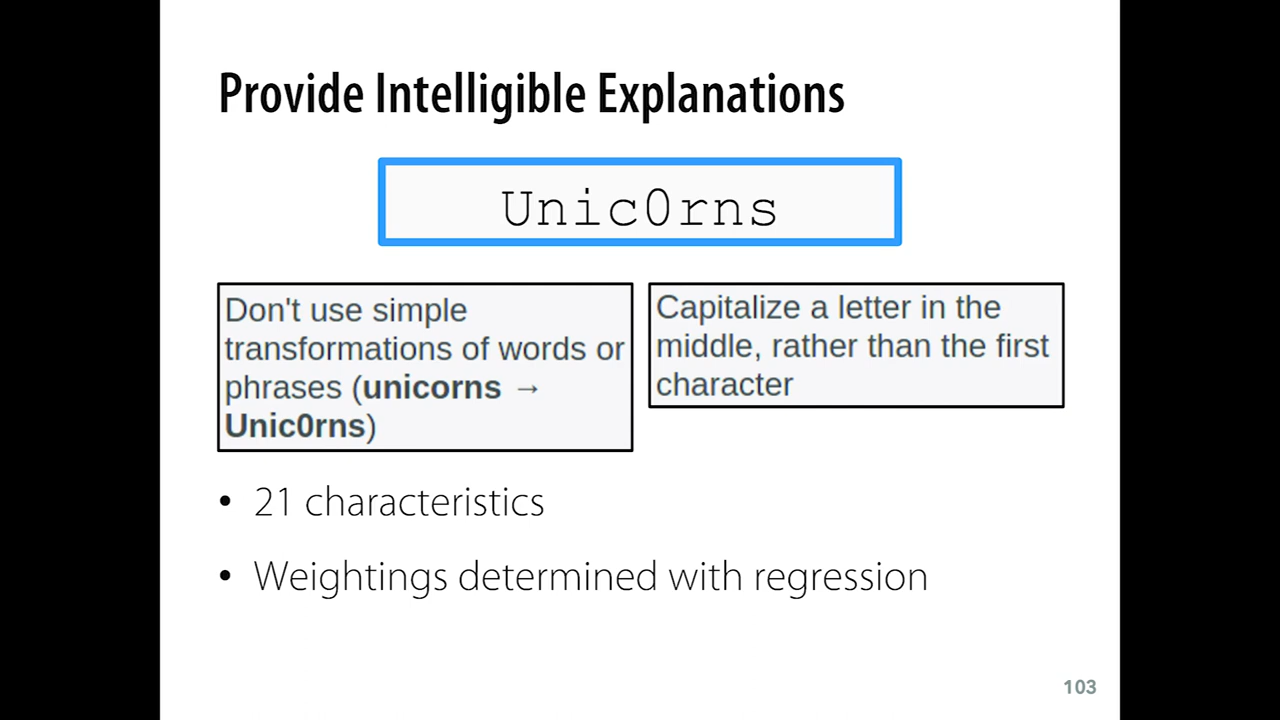 Provide Intelligible Explanations
Unic0rns
Don't use simple
transformations of words or
phrases (unicorns →
Unic0rns)
Capitalize a letter in the
middle, rather than the first
character
• 21 characteristics
• Weightings determined with regression
103